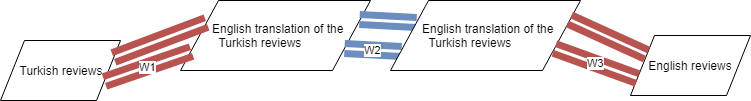 Turkish reviews
W1
English translation of the
Turkish reviews
W2
English translation of the
Turkish reviews
W3
English reviews